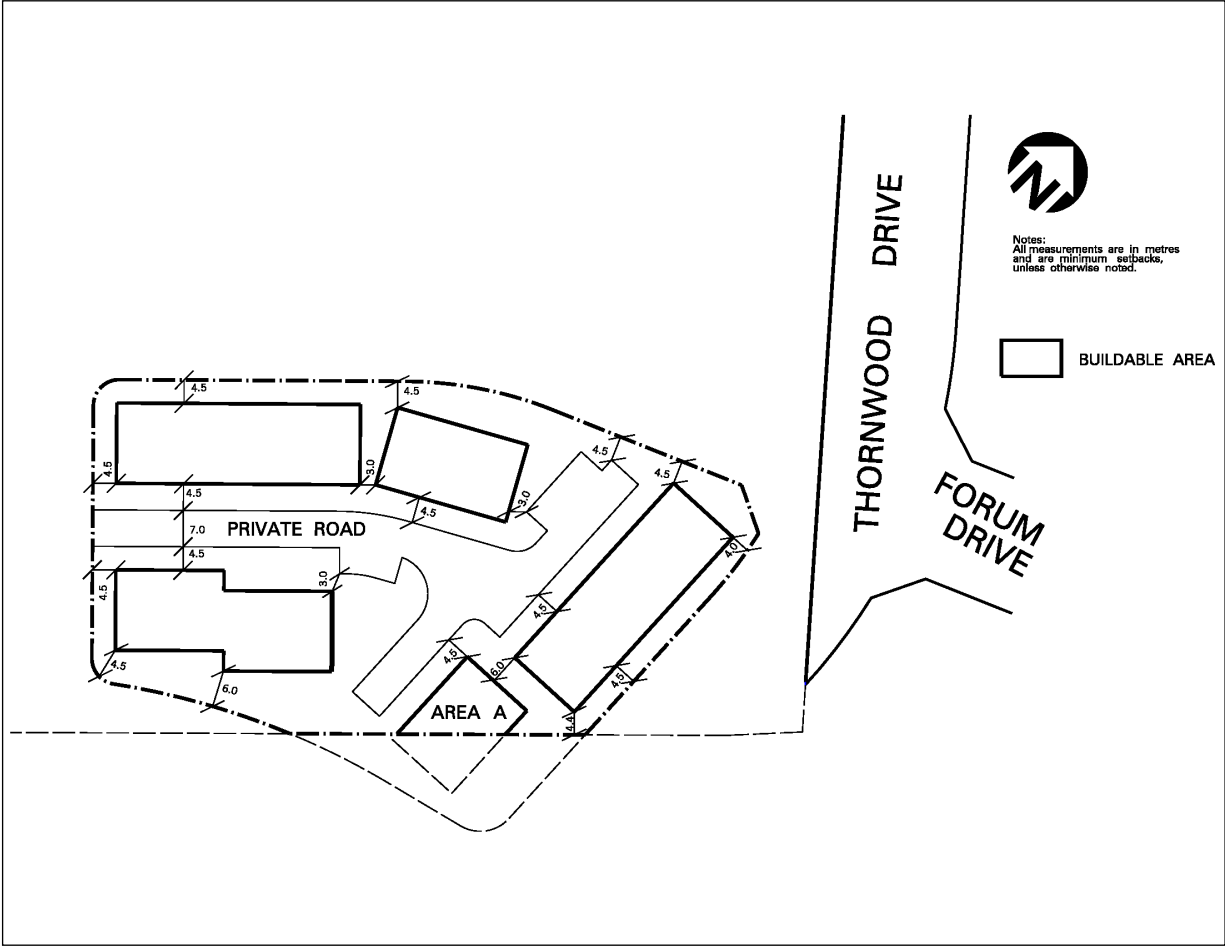 THORNWOOD DRIVE
N
Notes:
All measurements are in metres
and are minimum setbacks,
unless otherwise noted.
BUILDABLE AREA
FORUM
DRIVE
4.5
4.5
4.5
3.0
4.5
4.5
4.5
3.0
4.5
4.5
PRIVATE ROAD
7.0
4.5
4.0
3.0
4.5
4.5
4.5
6.0
4.5
4.5
6.0
AREA A
4.4